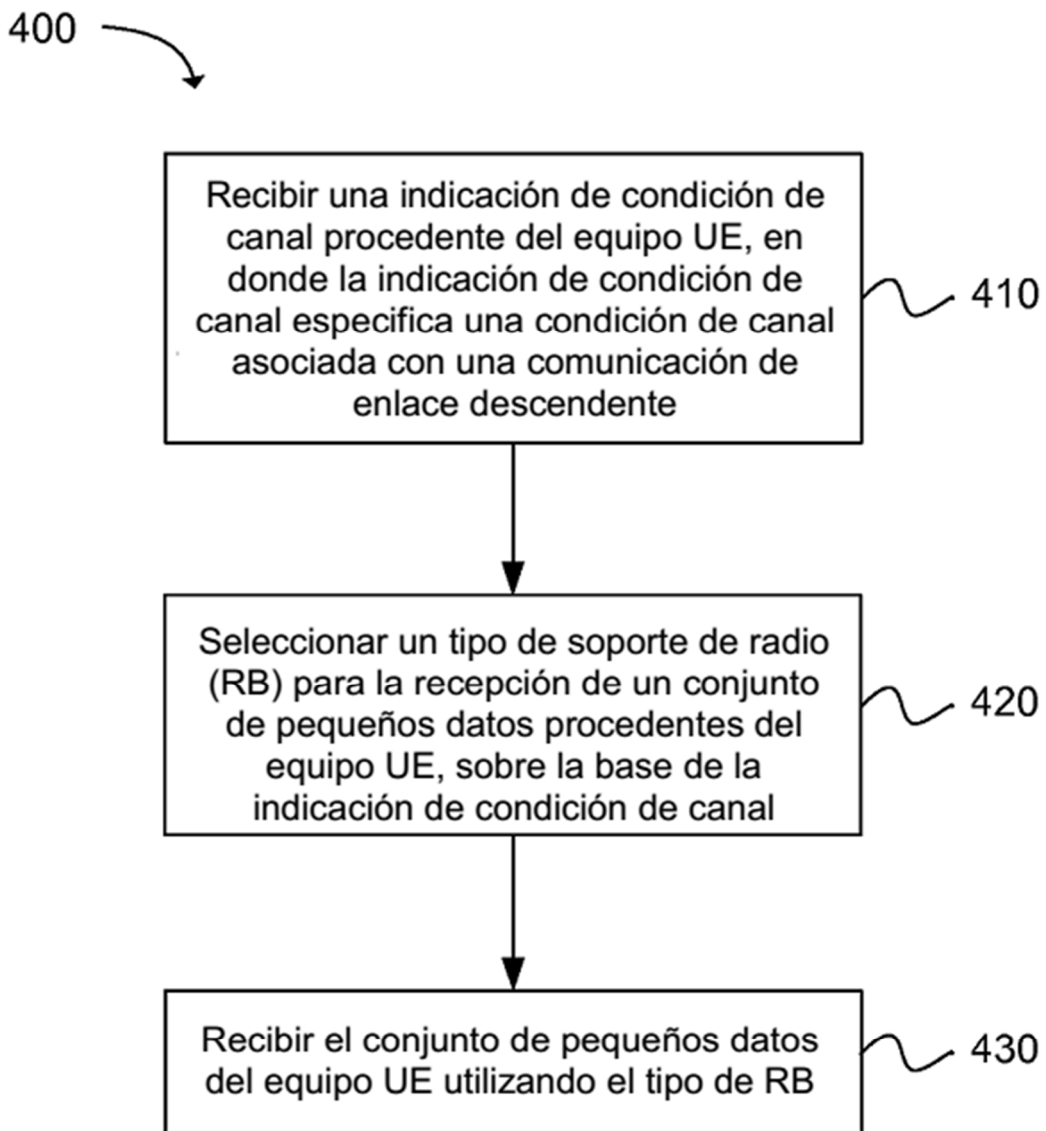 400
Recibir una indicación de condición de
canal procedente del equipo UE, en
donde la indicación de condición de
canal especifica una condición de canal
asociada con una comunicación de
enlace descendente
410
Seleccionar un tipo de soporte de radio
(RB) para la recepción de un conjunto
de pequeños datos procedentes del
equipo UE, sobre la base de la
indicación de condición de canal
420
Recibir el conjunto de pequeños datos
del equipo UE utilizando el tipo de RB
430